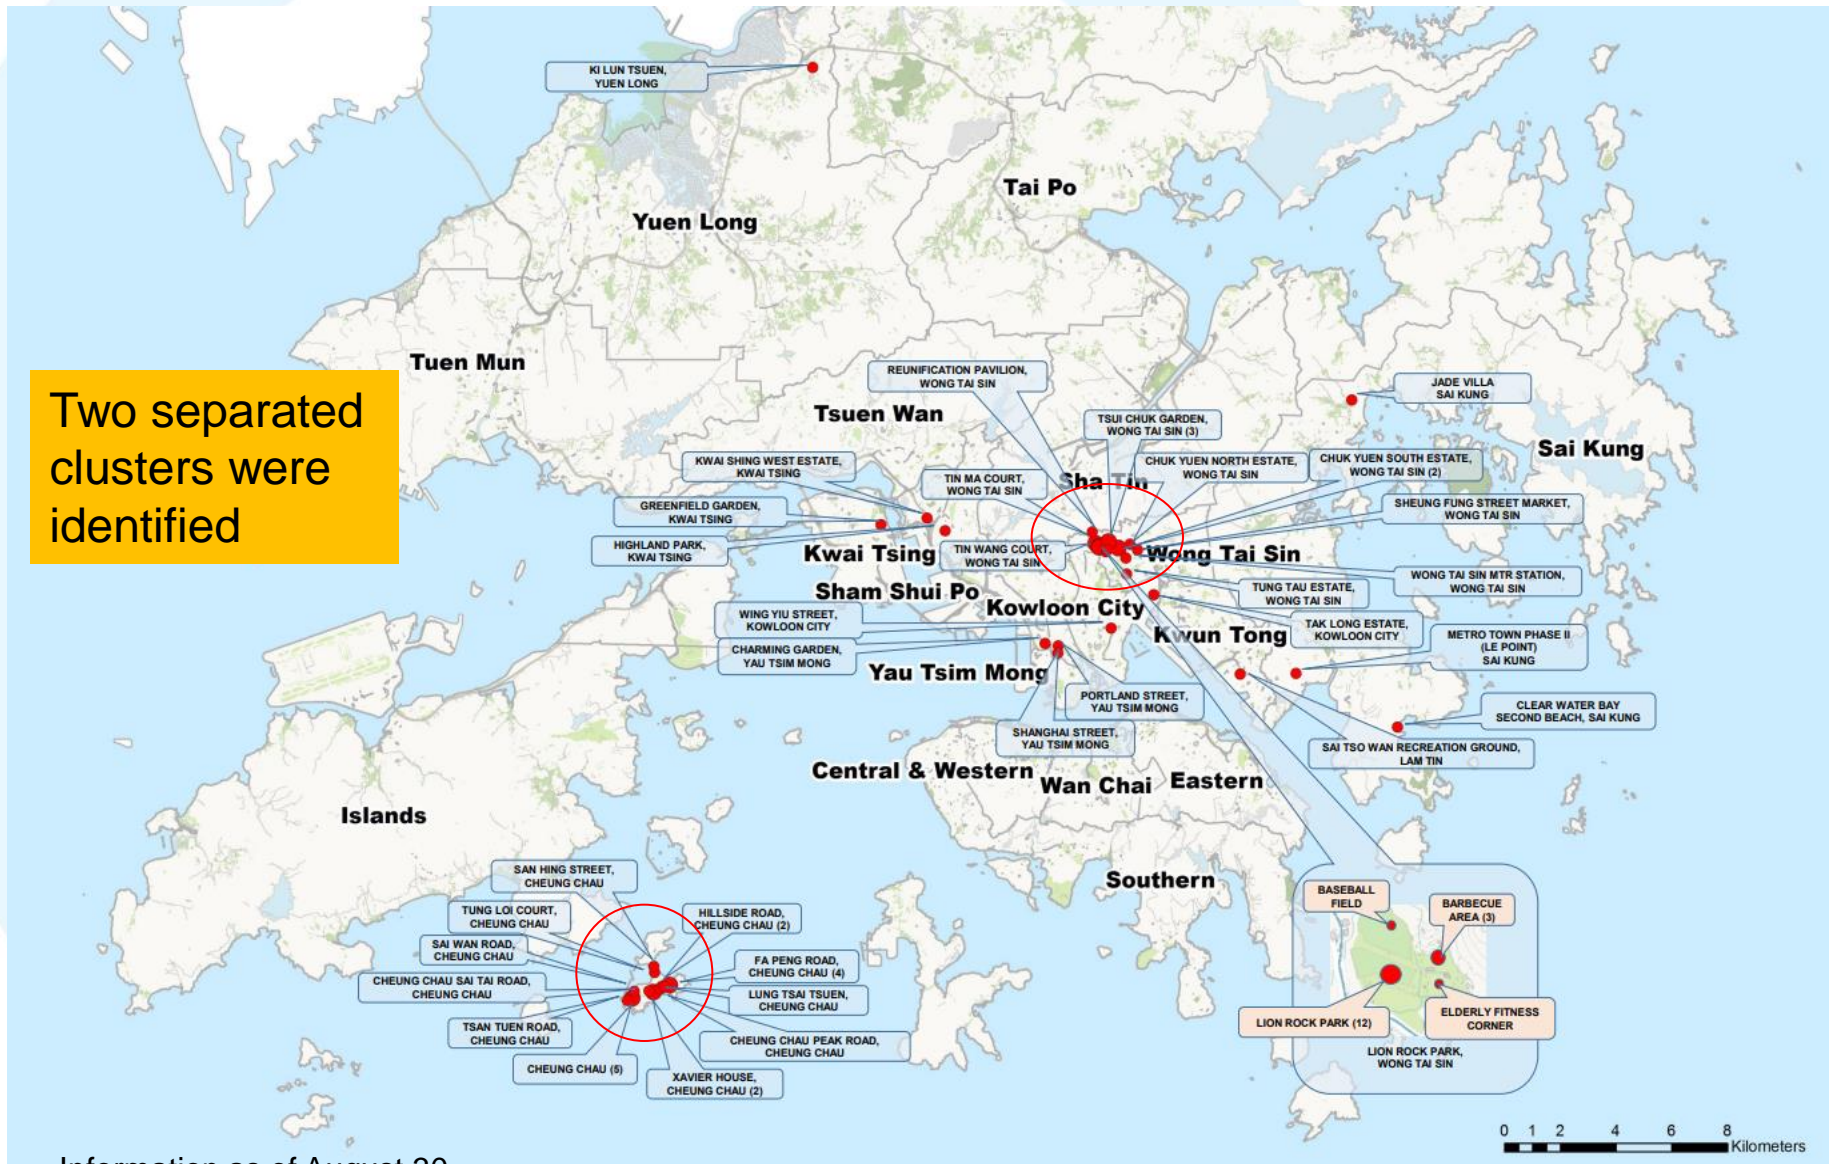 KI LUN TSUEN,
YUEN LONG
Tai Po
Yuen Long
Tuen Mun
Two separated
clusters were
identified
REUNIFICATION PAVILION,
WONG TAI SIN
JADE VILLA
SAI KUNG
Tsuen Wan
TSUI CHUK GARDEN,
WONG TAI SIN (3)
Sai Kung
KWAI SHING WEST ESTATE,
KWAI TSING
TIN MA COURT,
WONG TAI SIN
Sha Tin
CHUK YUEN NORTH ESTATE,
WONG TAI SIN
CHUK YUEN SOUTH ESTATE,
WONG TAI SIN (2)
GREENFIELD GARDEN,
KWAI TSING
SHEUNG FUNG STREET MARKET,
WONG TAI SIN
HIGHLAND PARK,
KWAI TSING
Kwai Tsing
TIN WANG COURT,
WONG TAI SIN
Wong Tai Sin
WONG TAI SIN MTR STATION,
WONG TAI SIN
Sham Shui Po
TUNG TAU ESTATE,
WONG TAI SIN
Kowloon City
WING YIU STREET,
KOWLOON CITY
TAK LONG ESTATE,
KOWLOON CITY
Kwun Tong
METRO TOWN PHASE II
(LE POINT)
SAI KUNG
CHARMING GARDEN,
YAU TSIM MONG
Yau Tsim Mong
PORTLAND STREET,
YAU TSIM MONG
CLEAR WATER BAY
SECOND BEACH, SAI KUNG
SHANGHAI STREET,
YAU TSIM MONG
SAI TSO WAN RECREATION GROUND,
LAM TIN
Central & Western
Wan Chai
Eastern
Islands
Southern
SAN HING STREET,
CHEUNG CHAU
TUNG LOI COURT,
CHEUNG CHAU
HILLSIDE ROAD,
CHEUNG CHAU (2)
SAI WAN ROAD,
CHEUNG CHAU
FA PENG ROAD,
CHEUNG CHAU (4)
CHEUNG CHAU SAI TAI ROAD,
CHEUNG CHAU
LUNG TSAI TSUEN,
CHEUNG CHAU
TSAN TUEN ROAD,
CHEUNG CHAU
CHEUNG CHAU PEAK ROAD,
CHEUNG CHAU
CHEUNG CHAU (5)
XAVIER HOUSE,
CHEUNG CHAU (2)
BASEBALL
FIELD
BARBECUE
AREA (3)
LION ROCK PARK (12)
ELDERLY FITNESS
CORNER
LION ROCK PARK,
WONG TAI SIN
0 1 2 4 6 8
Kilometers
Information as of August 30